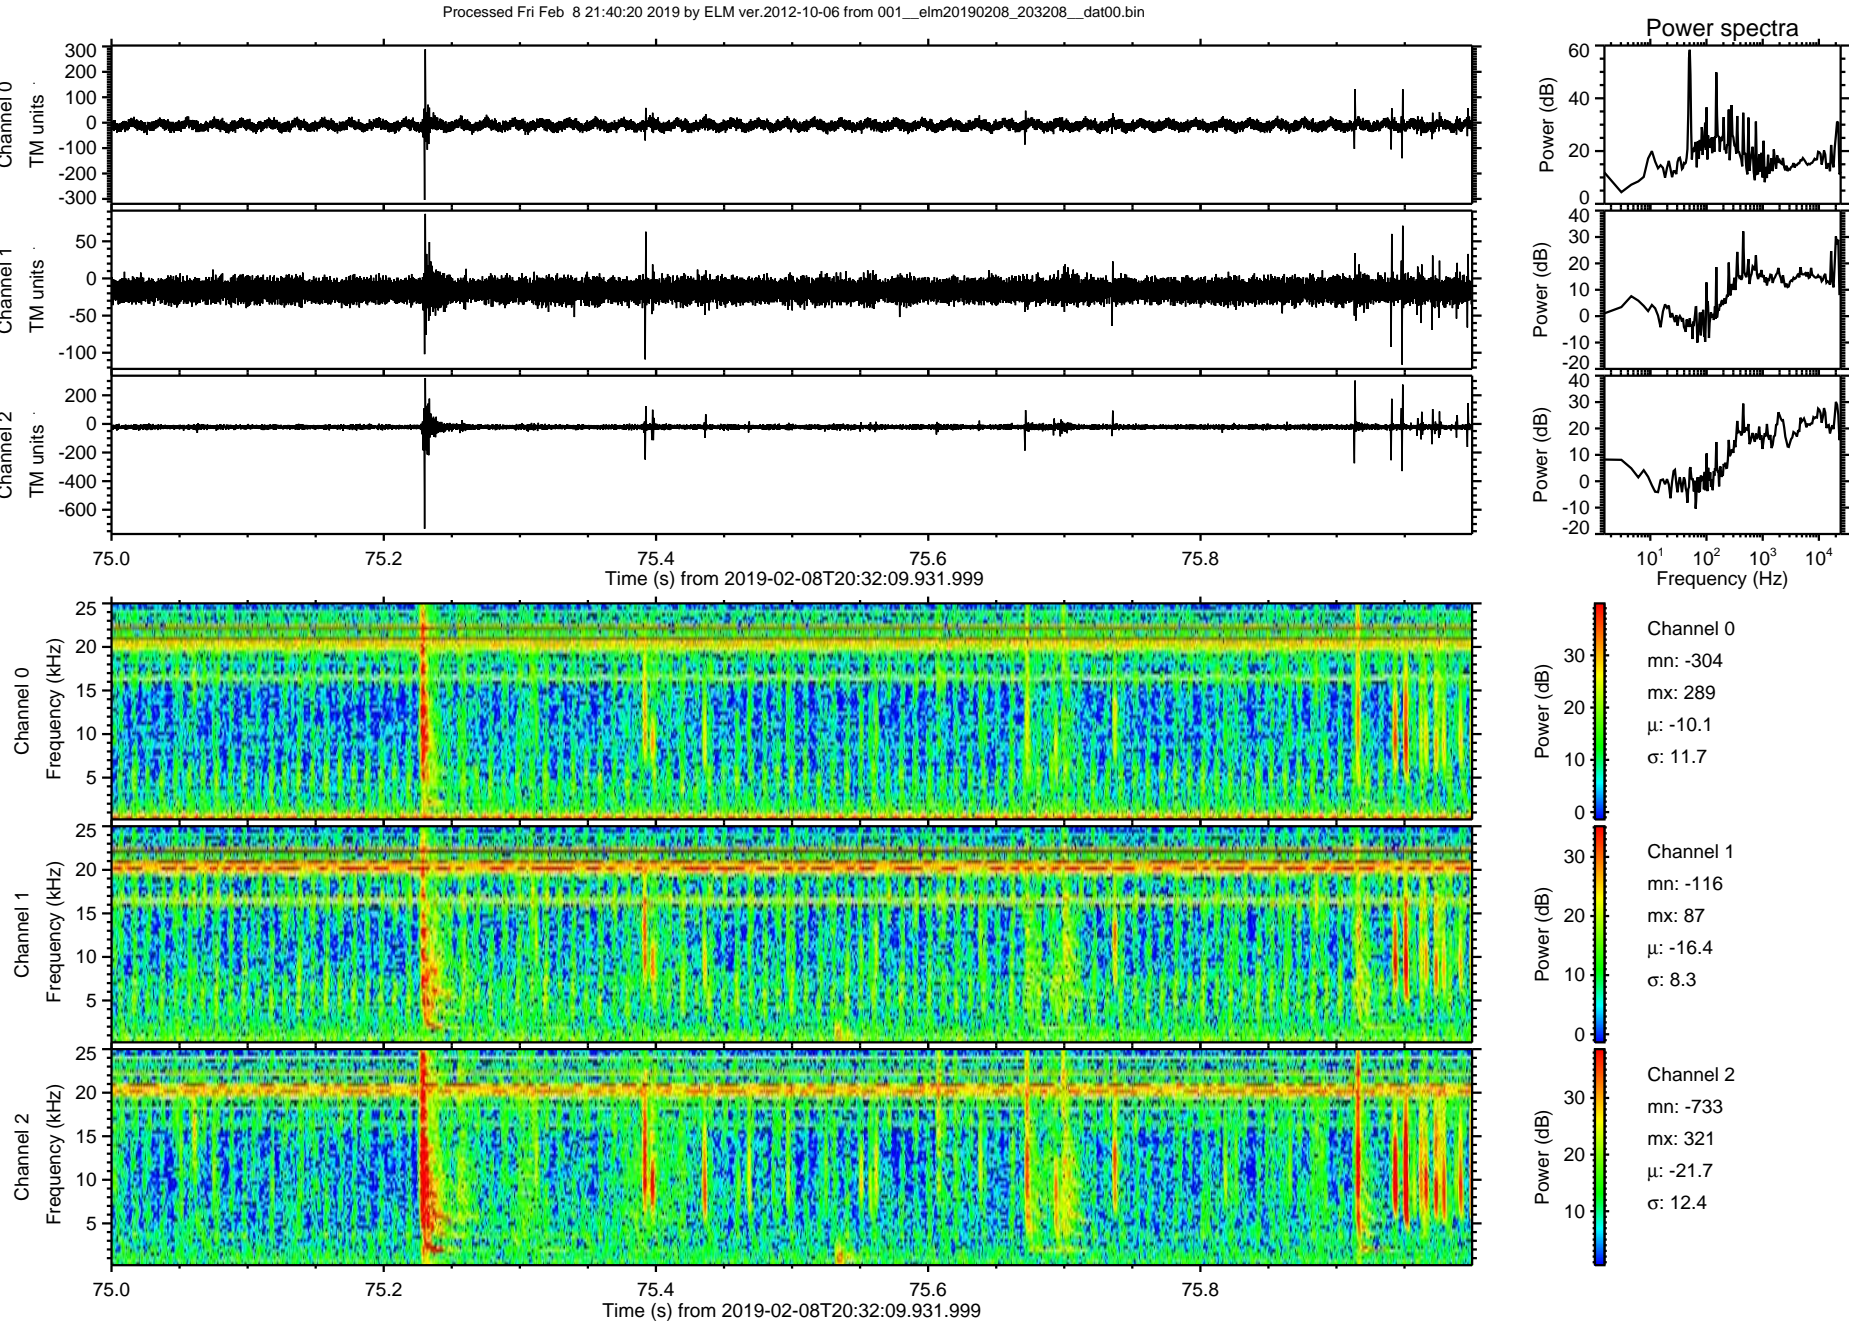 Processed Fri Feb  8 21:40:20 2019 by ELM ver.2012-10-06 from 001__elm20190208_203208__dat00.bin
Power spectra
Channel 0
TM units
300
200
100
0
-100
-200
-300
Power (dB)
60
40
20
0
Channel 1
TM units
50
0
-50
-100
Power (dB)
40
30
20
10
0
-10
-20
Channel 2
TM units
200
0
-200
-400
-600
Power (dB)
40
30
20
10
0
-10
-20
75.0 75.2 75.4 75.6 75.8
Time (s) from 2019-02-08T20:32:09.931.999
10¹ 10² 10³ 10⁴
Frequency (Hz)
Channel 0
Frequency (kHz)
25
20
15
10
5
Power (dB)
30
20
10
0
Channel 0
mn: -304
mx: 289
μ: -10.1
σ: 11.7
Channel 1
Frequency (kHz)
25
20
15
10
5
Power (dB)
30
20
10
0
Channel 1
mn: -116
mx: 87
μ: -16.4
σ: 8.3
Channel 2
Frequency (kHz)
25
20
15
10
5
Power (dB)
30
20
10
Channel 2
mn: -733
mx: 321
μ: -21.7
σ: 12.4
75.0 75.2 75.4 75.6 75.8
Time (s) from 2019-02-08T20:32:09.931.999